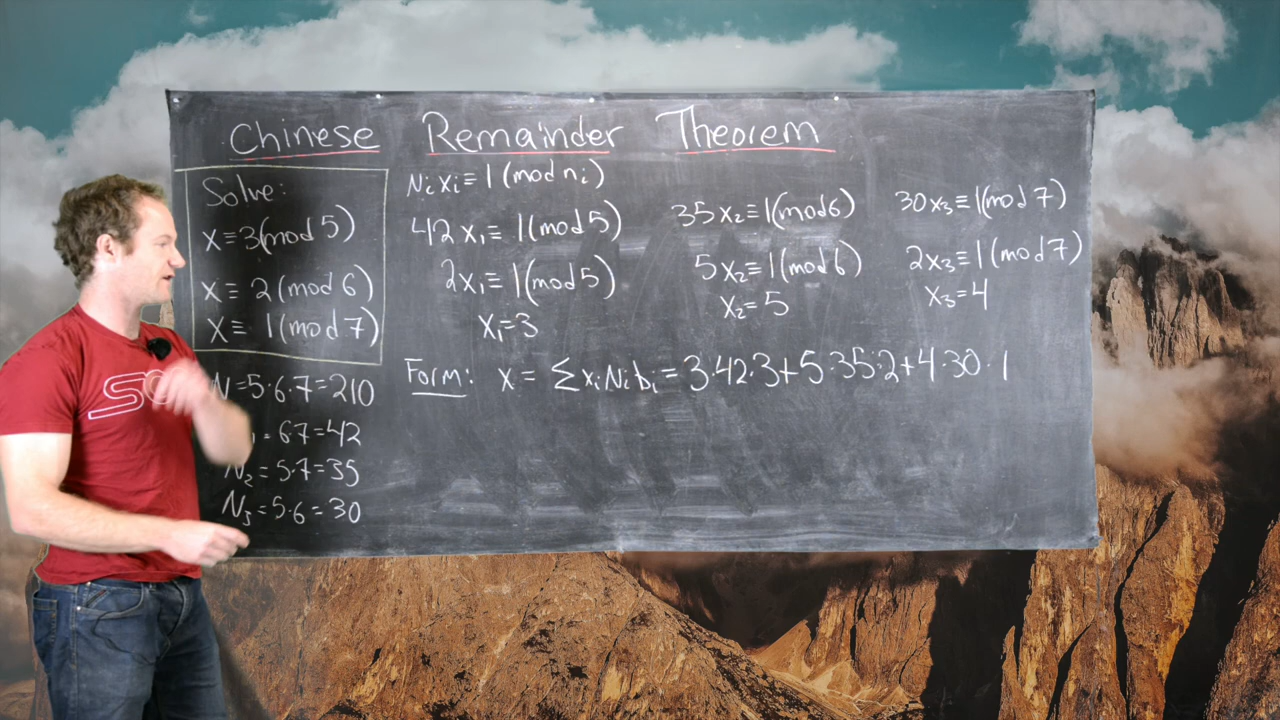 Chinese Remainder Theorem
Solve:
x=3(mod 5)
x≡ 2(mod 6)
x≡ 1(mod 7)
N=5·6·7=210
= 6·7=42
N₂=5·7=35
N₃=5·6=30
Nᵢxᵢ≡1(mod nᵢ)
42x₁≡ 1(mod 5)
2x₁≡1(mod 5)
x₁=3
35x₂≡1(mod 6)
5x₂≡1(mod 6)
x₂=5
30x₃≡1(mod 7)
2x₃≡1(mod 7)
x₃=4
Form: x = ∑xᵢNᵢbᵢ=3·42·3+5·35·2+4·30·1